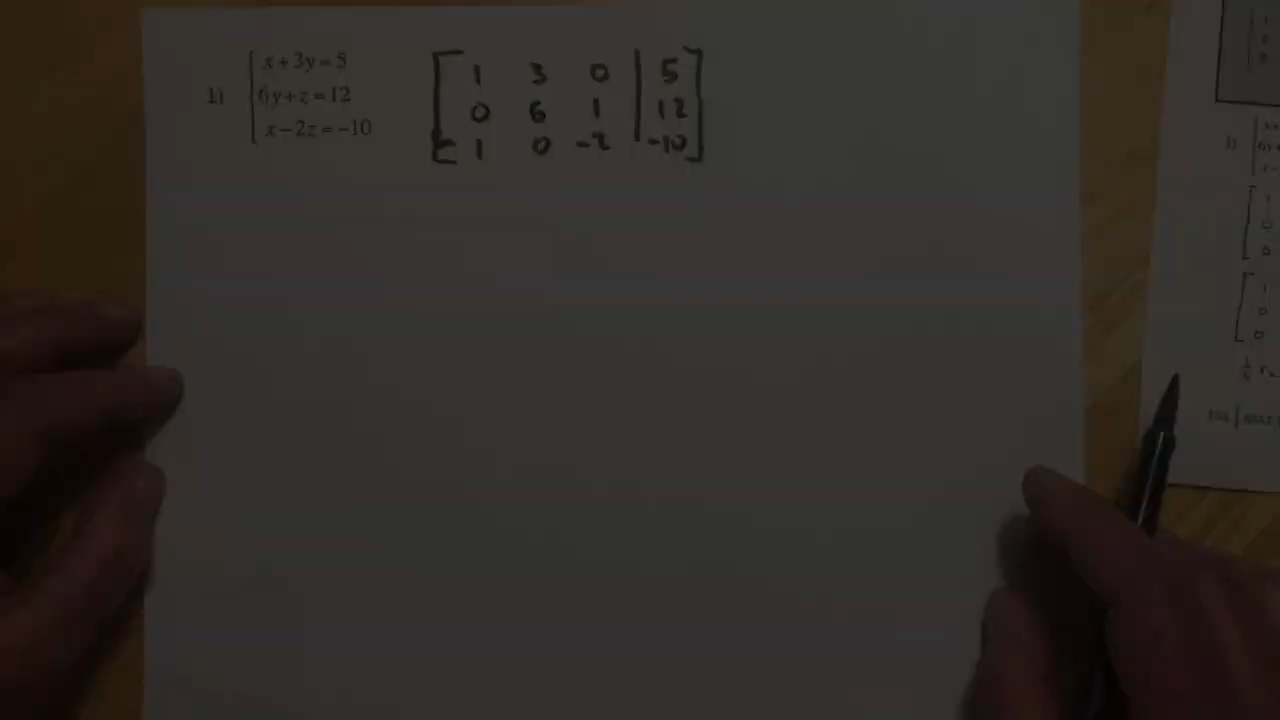 1) x + 3y = 5
6y + z = 12
x − 2z = −10
1 3 0 | 5
0 6 1 | 12
1 0 -2 | -10